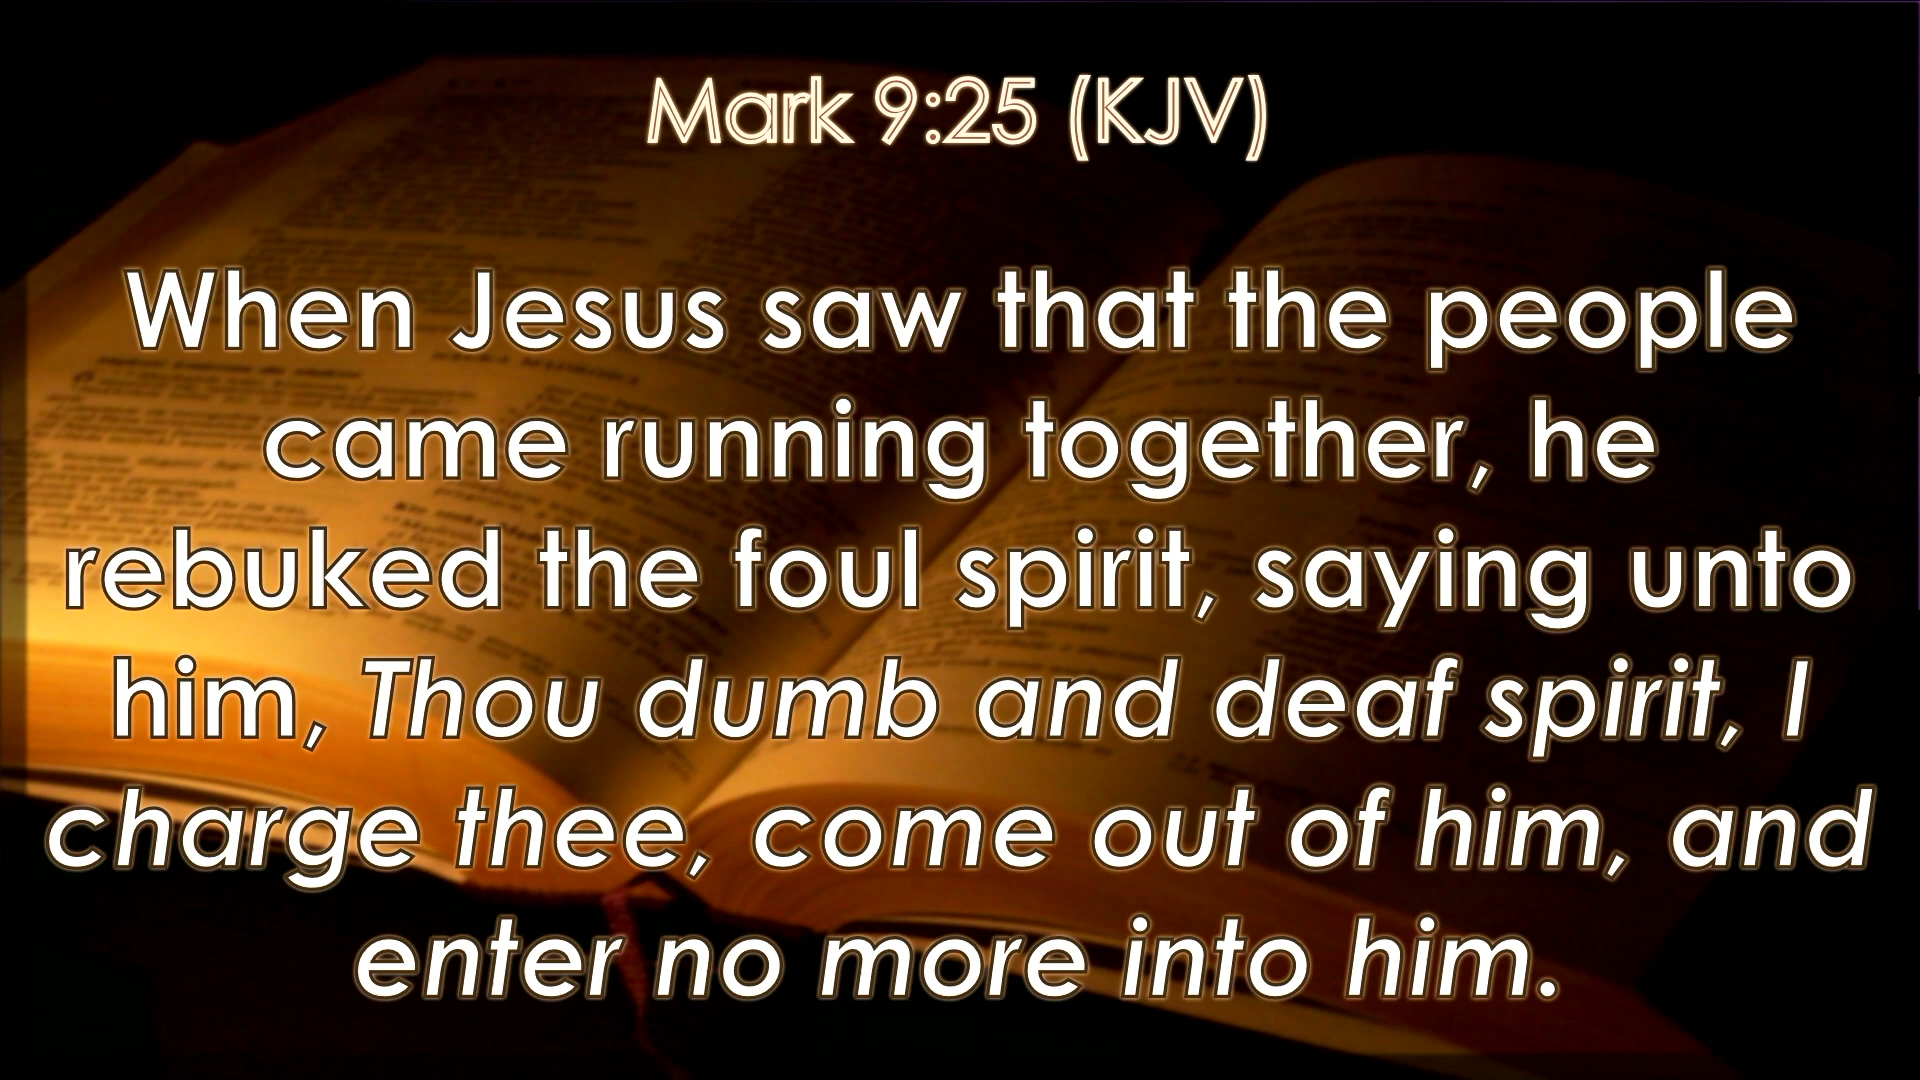 Mark 9:25 (KJV)
When Jesus saw that the people
came running together, he
rebuked the foul spirit, saying unto
him, Thou dumb and deaf spirit, I
charge thee, come out of him, and
enter no more into him.